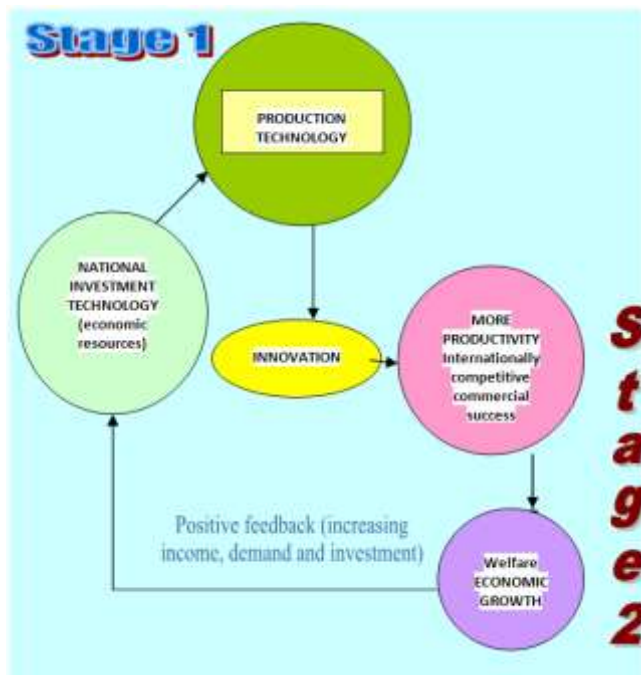 Stage 1
PRODUCTION
TECHNOLOGY
NATIONAL
INVESTMENT
TECHNOLOGY
(economic
resources)
INNOVATION
MORE
PRODUCTIVITY
Internationally
competitive
commercial
success
Positive feedback (increasing
income, demand and investment)
Welfare
ECONOMIC
GROWTH
Stage 2